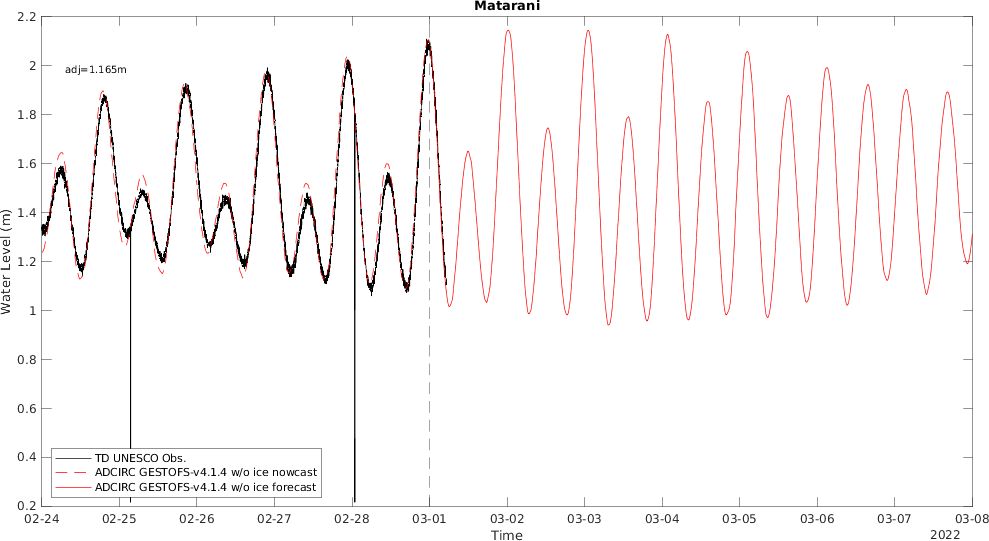 Matarani
2.2
2
1.8
1.6
1.4
1.2
1
0.8
0.6
0.4
0.2
Water Level (m)
adj=1.165m
TD UNESCO Obs.
ADCIRC GESTOFS-v4.1.4 w/o ice nowcast
ADCIRC GESTOFS-v4.1.4 w/o ice forecast
02-24 02-25 02-26 02-27 02-28 03-01 03-02 03-03 03-04 03-05 03-06 03-07 03-08
Time
2022